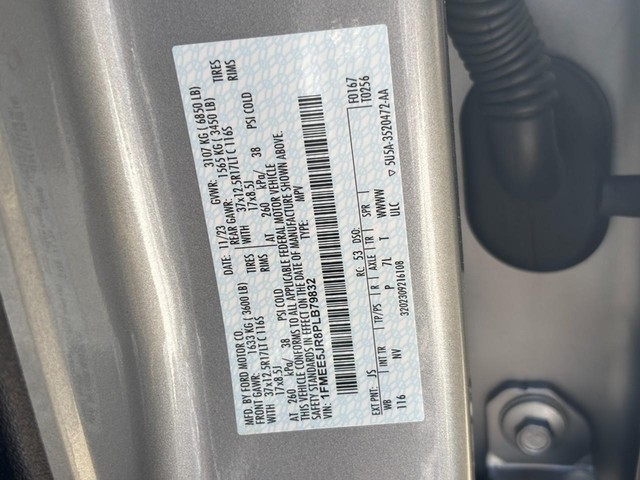 MFD. BY FORD MOTOR CO. 11/23 GVWR: 3107 KG ( 6850 LB)
FRONT GAWR: 1633 KG ( 3600 LB) REAR GAWR: 1565 KG ( 3450 LB)
WITH 37x12.5R17LT C 116S TIRES WITH 37x12.5R17LT C 116S TIRES
17x8.5J RIMS 17x8.5J RIMS
AT 260 kPa/ 38 PSI COLD AT 260 kPa/ 38 PSI COLD
THIS VEHICLE CONFORMS TO ALL APPLICABLE FEDERAL MOTOR VEHICLE
SAFETY STANDARDS IN EFFECT ON THE DATE OF MANUFACTURE SHOWN ABOVE.
VIN: 1FMEE5JR8PLB79832 TYPE: MPV
F0167
T0256
EXT PNT: JS RC: 53 DSO:
WB INT TR TP/PS R AXLE TR SPR
116 NV P 7L T WWWW
3202309216108 ULC 5U5A-3520472-AA